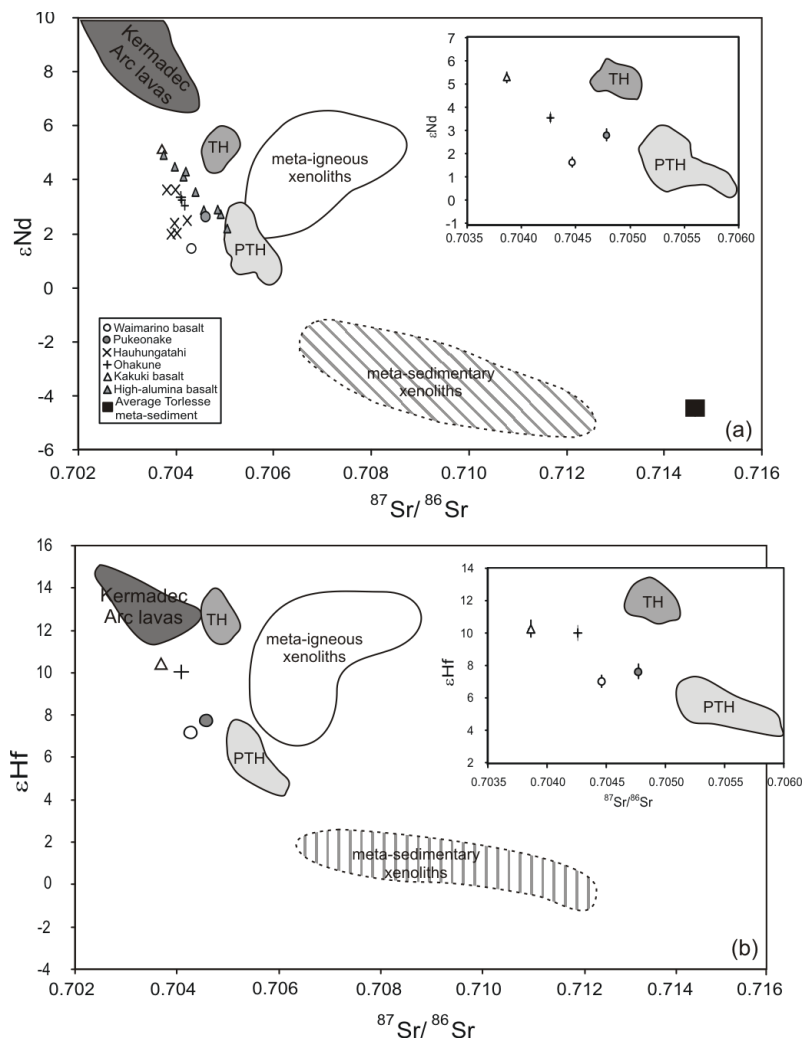 10
8
6
4
2
0
-2
-4
-6
εNd
Kermadec
Arc lavas
TH
meta-igneous
xenoliths
PTH
7
6
5
4
3
2
1
0
-1
εNd
TH
PTH
0.7035
0.7040
0.7045
0.7050
0.7055
0.7060
Waimarino basalt
Pukeonake
Hauhungatahi
Ohakune
Kakuki basalt
High-alumina basalt
Average Torlesse
meta-sediment
meta-sedimentary
xenoliths
(a)
0.702
0.704
0.706
0.708
0.710
0.712
0.714
0.716
87Sr/ 86Sr
16
14
12
10
8
6
4
2
0
-2
-4
εHf
Kermadec
Arc lavas
TH
meta-igneous
xenoliths
PTH
14
12
10
8
6
4
2
εHf
TH
PTH
0.7035
0.7040
0.7045
0.7050
0.7055
0.7060
87Sr/86Sr
meta-sedimentary
xenoliths
(b)
0.702
0.704
0.706
0.708
0.710
0.712
0.714
0.716
87Sr/ 86Sr